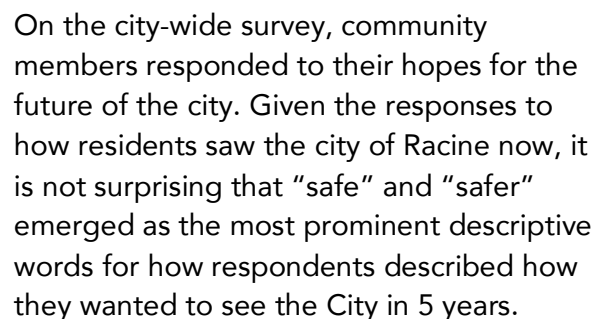 On the city-wide survey, community
members responded to their hopes for the
future of the city. Given the responses to
how residents saw the city of Racine now, it
is not surprising that “safe” and “safer”
emerged as the most prominent descriptive
words for how respondents described how
they wanted to see the City in 5 years.